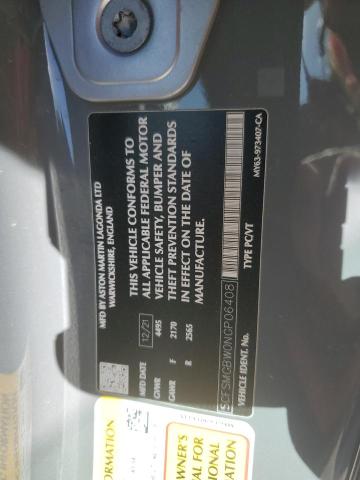 MFD BY ASTON MARTIN LAGONDA LTD
WARWICKSHIRE, ENGLAND
THIS VEHICLE CONFORMS TO
ALL APPLICABLE FEDERAL MOTOR
VEHICLE SAFETY, BUMPER AND
THEFT PREVENTION STANDARDS
IN EFFECT ON THE DATE OF
MANUFACTURE.
MFD DATE 12/21
GVWR 4495
GAWR F 2170
GAWR R 2565
SCFSMGBW0NGP06408
VEHICLE IDENT. No. TYPE PC/VT
MY63-973407-CA
ORMATION
OWNER'S
AL FOR
IONAL
MATION